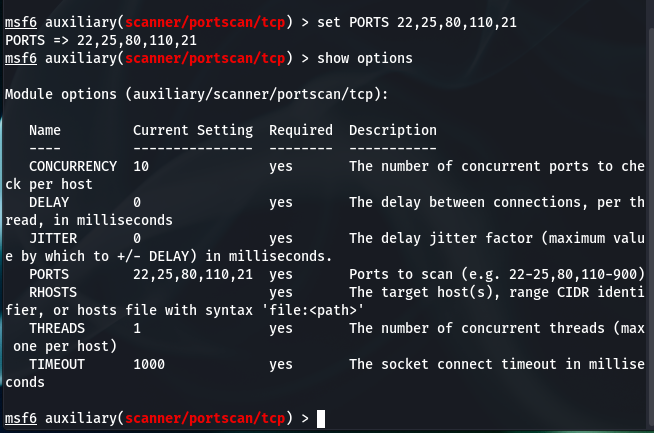 msf6 auxiliary(scanner/portscan/tcp) > set PORTS 22,25,80,110,21
PORTS => 22,25,80,110,21
msf6 auxiliary(scanner/portscan/tcp) > show options
Module options (auxiliary/scanner/portscan/tcp):
Name Current Setting Required Description
---- --------------- -------- -----------
CONCURRENCY 10 yes The number of concurrent ports to che
ck per host
DELAY 0 yes The delay between connections, per th
read, in milliseconds
JITTER 0 yes The delay jitter factor (maximum valu
e by which to +/- DELAY) in milliseconds.
PORTS 22,25,80,110,21 yes Ports to scan (e.g. 22-25,80,110-900)
RHOSTS yes The target host(s), range CIDR identi
fier, or hosts file with syntax 'file:<path>'
THREADS 1 yes The number of concurrent threads (max
one per host)
TIMEOUT 1000 yes The socket connect timeout in millise
conds
msf6 auxiliary(scanner/portscan/tcp) >